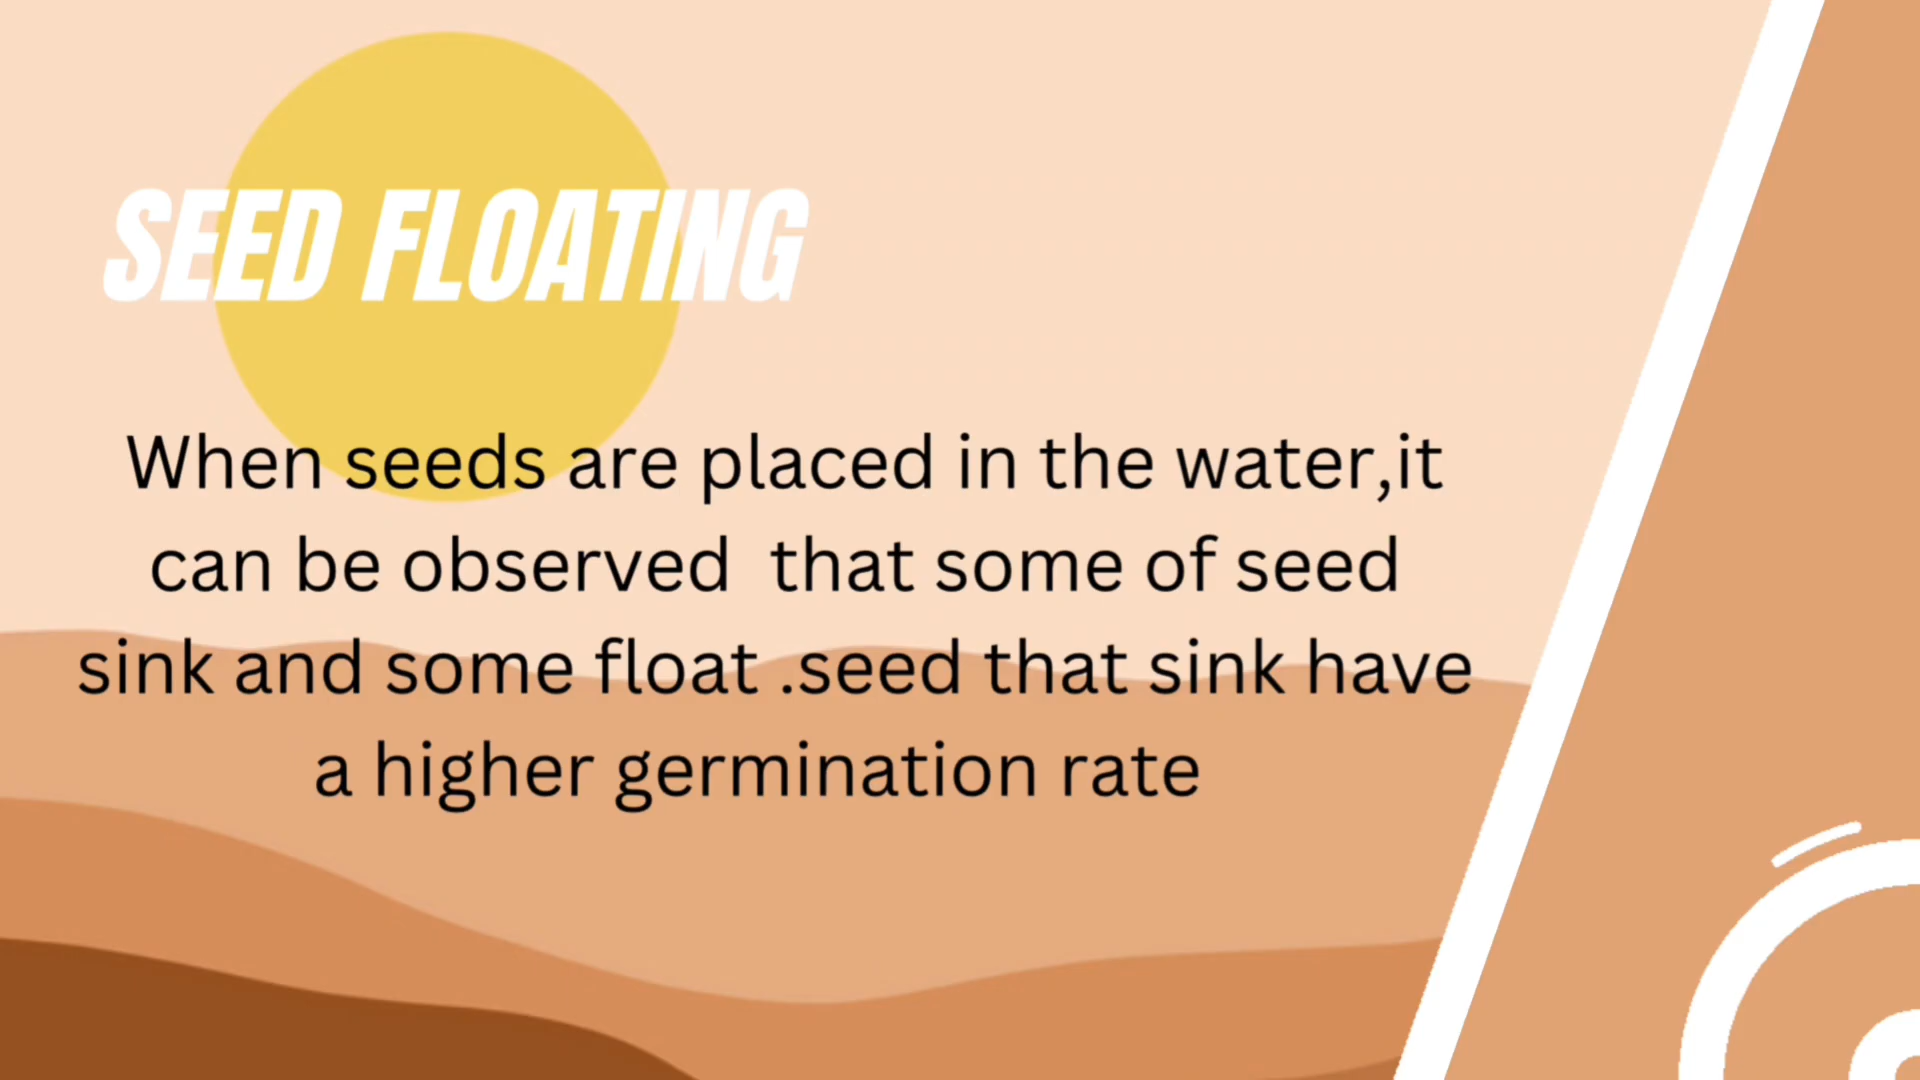 SEED FLOATING
When seeds are placed in the water,it
can be observed  that some of seed
sink and some float .seed that sink have
a higher germination rate